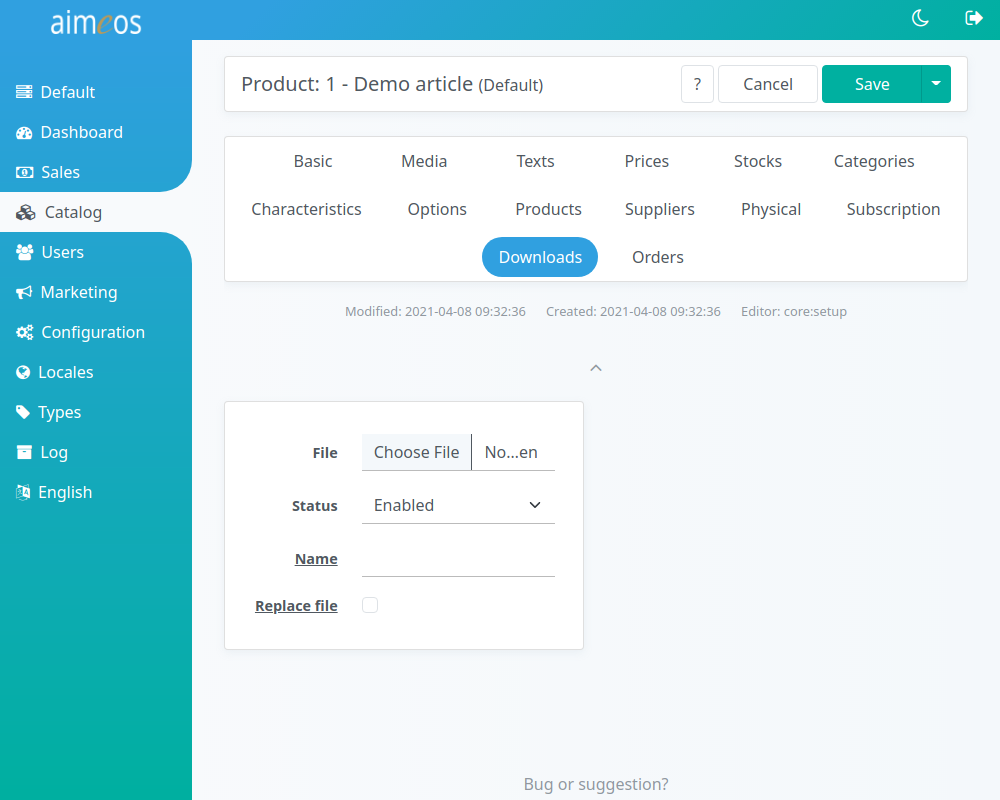 aimeos
Default
Dashboard
Sales
Catalog
Users
Marketing
Configuration
Locales
Types
Log
English
Product: 1 - Demo article (Default)
?
Cancel
Save
Basic Media Texts Prices Stocks Categories
Characteristics Options Products Suppliers Physical Subscription
Downloads Orders
Modified: 2021-04-08 09:32:36 Created: 2021-04-08 09:32:36 Editor: core:setup
File Choose File No...en
Status Enabled
Name
Replace file
Bug or suggestion?